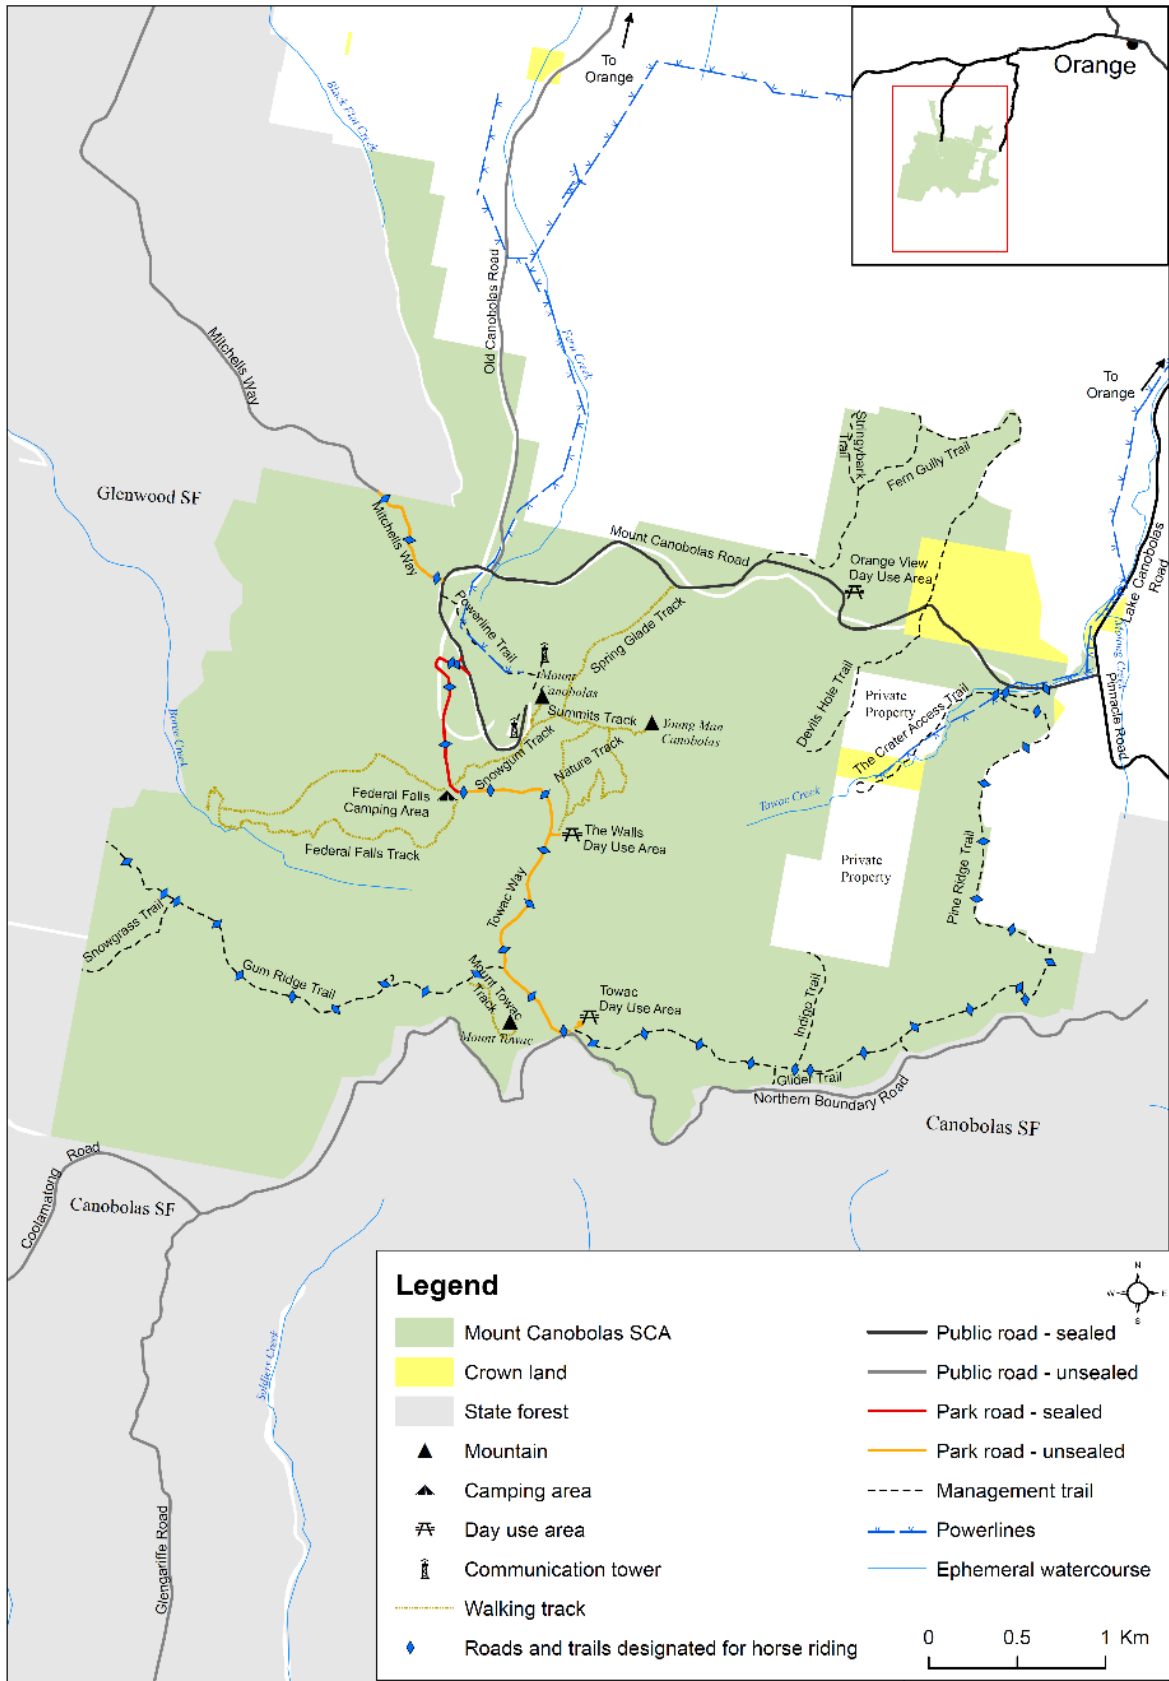 To
Orange
Orange
Black Flat Creek
Old Canobolas Road
Mitchells Way
Fern Creek
To
Orange
Stringybark
Trail
Fern Gully Trail
Glenwood SF
Mitchells Way
Mount Canobolas Road
Orange View
Day Use Area
Lake Canobolas
Road
Powerline Trail
Spring Glade Track
Mount
Canobolas
Summits Track
Young Man
Canobolas
Devils Hole Trail
Private
Property
The Crater Access Trail
Pinnacle Road
Boree Creek
Snowgum Track
Nature Track
Towac Creek
Federal Falls
Camping Area
Federal Falls Track
The Walls
Day Use Area
Private
Property
Pine Ridge Trail
Towac Way
Snowgrass Trail
Gum Ridge Trail
Mount Towac
Track
Mount Towac
Towac
Day Use Area
Indigo Trail
Glider Trail
Northern Boundary Road
Canobolas SF
Coolamatong Road
Canobolas SF
Soldiers Creek
Glengariffe Road
Legend
N
W E
S
Mount Canobolas SCA
Crown land
State forest
Mountain
Camping area
Day use area
Communication tower
Walking track
Roads and trails designated for horse riding
Public road - sealed
Public road - unsealed
Park road - sealed
Park road - unsealed
Management trail
Powerlines
Ephemeral watercourse
0 0.5 1 Km